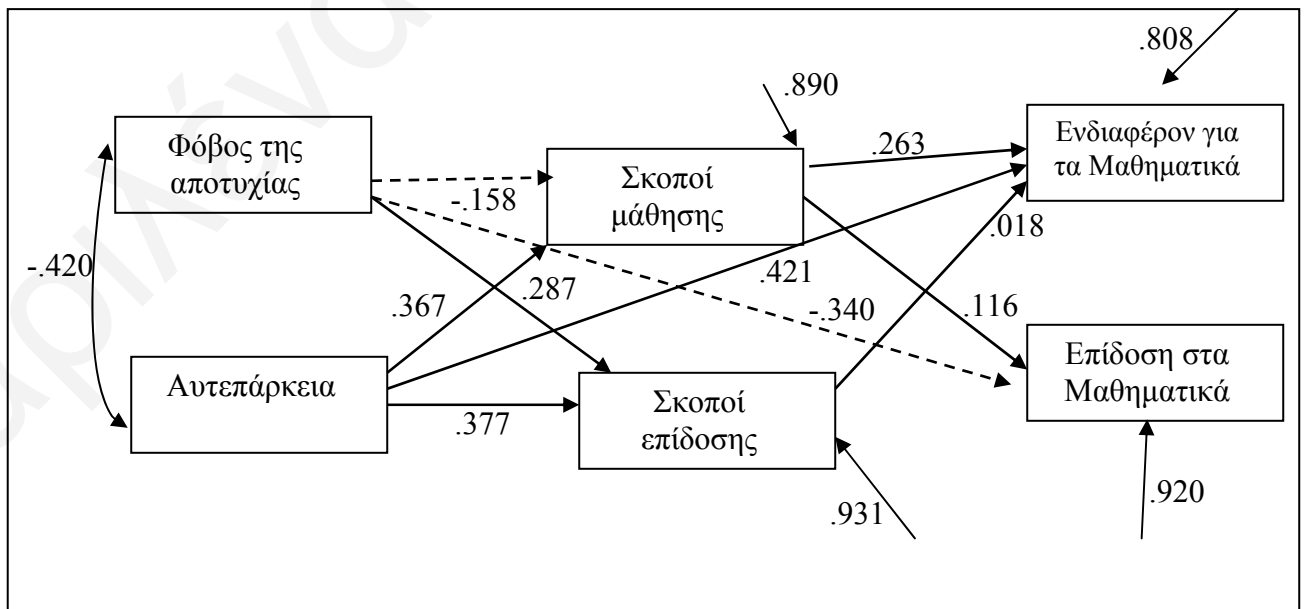 .808
.890
Φόβος της
αποτυχίας
Ενδιαφέρον για
τα Μαθηματικά
.263
Σκοποί
μάθησης
-.158
.018
-.420
.421
.367
.287
-.340
.116
Αυτεπάρκεια
Επίδοση στα
Μαθηματικά
Σκοποί
επίδοσης
.377
.920
.931